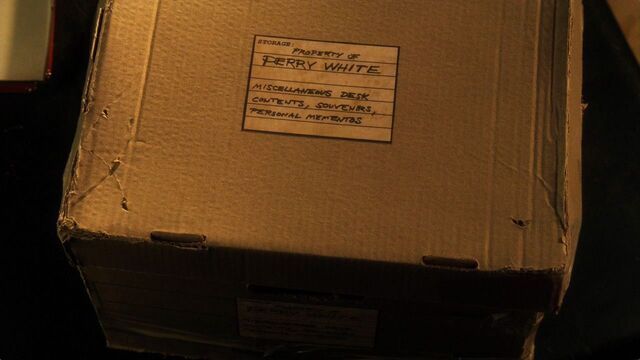 STORAGE:
PROPERTY OF
PERRY WHITE
MISCELLANEOUS DESK
CONTENTS, SOUVENIRS,
PERSONAL MEMENTOS